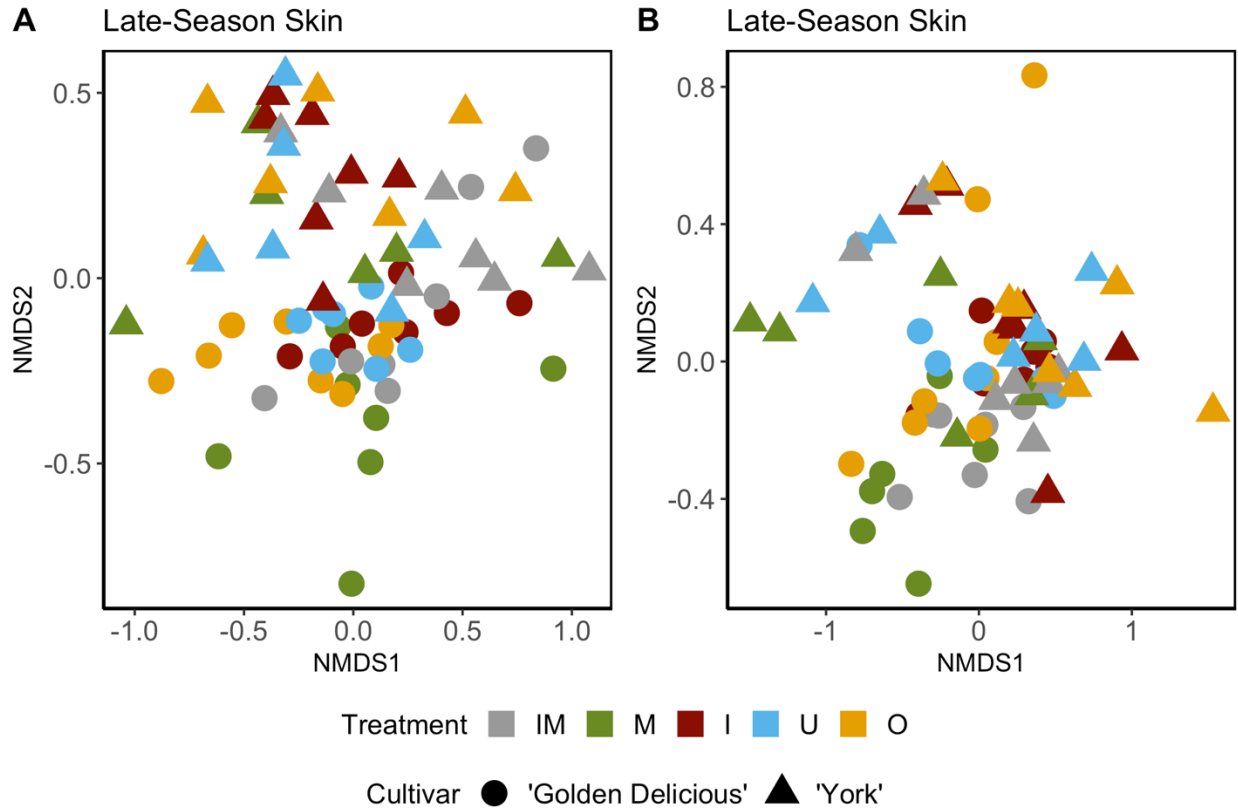 A Late-Season Skin
B Late-Season Skin
NMDS2
0.5
0.0
-0.5
-1.0 -0.5 0.0 0.5 1.0
NMDS1
NMDS2
0.8
0.4
0.0
-0.4
-1 0 1
NMDS1
Treatment IM M I U O
Cultivar 'Golden Delicious' 'York'